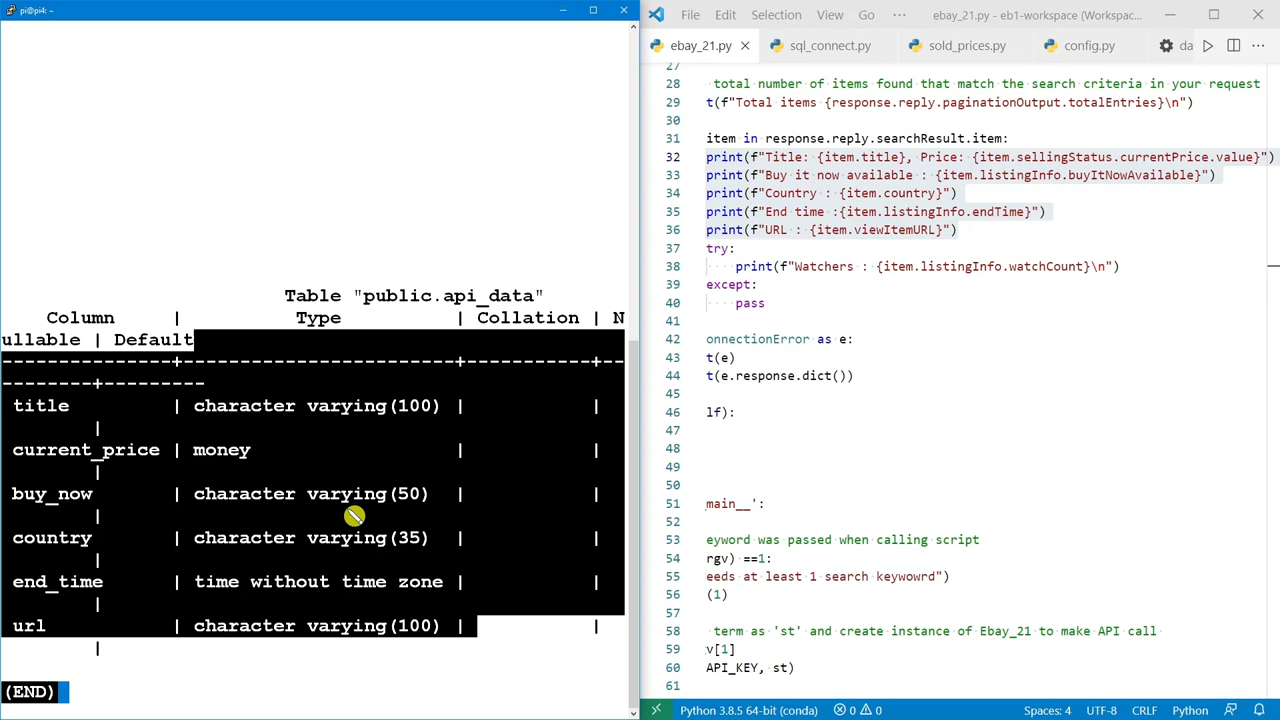 pi@pi4: ~
File Edit Selection View Go ··· ebay_21.py - eb1-workspace (Workspac...
ebay_21.py sql_connect.py sold_prices.py config.py da
27
28 total number of items found that match the search criteria in your request
29 t(f"Total items {response.reply.paginationOutput.totalEntries}\n")
30
31 item in response.reply.searchResult.item:
32 print(f"Title: {item.title}, Price: {item.sellingStatus.currentPrice.value}")
33 print(f"Buy it now available : {item.listingInfo.buyItNowAvailable}")
34 print(f"Country : {item.country}")
35 print(f"End time :{item.listingInfo.endTime}")
36 print(f"URL : {item.viewItemURL}")
37 try:
38 print(f"Watchers : {item.listingInfo.watchCount}\n")
39 except:
40 pass
41
42 onnectionError as e:
43 t(e)
44 t(e.response.dict())
45
46 lf):
47
48
49
50
51 main__':
52
53 eyword was passed when calling script
54 rgv) ==1:
55 eeds at least 1 search keywowrd")
56 (1)
57
58 term as 'st' and create instance of Ebay_21 to make API call
59 v[1]
60 API_KEY, st)
61
Table "public.api_data"
Column | Type | Collation | N
ullable | Default
---------------+------------------------+-----------+--
--------+---------
title | character varying(100) | |
|
current_price | money | |
|
buy_now | character varying(50) | |
|
country | character varying(35) | |
|
end_time | time without time zone | |
|
url | character varying(100) | |
|
(END)
Python 3.8.5 64-bit (conda) 0 0 Spaces: 4 UTF-8 CRLF Python